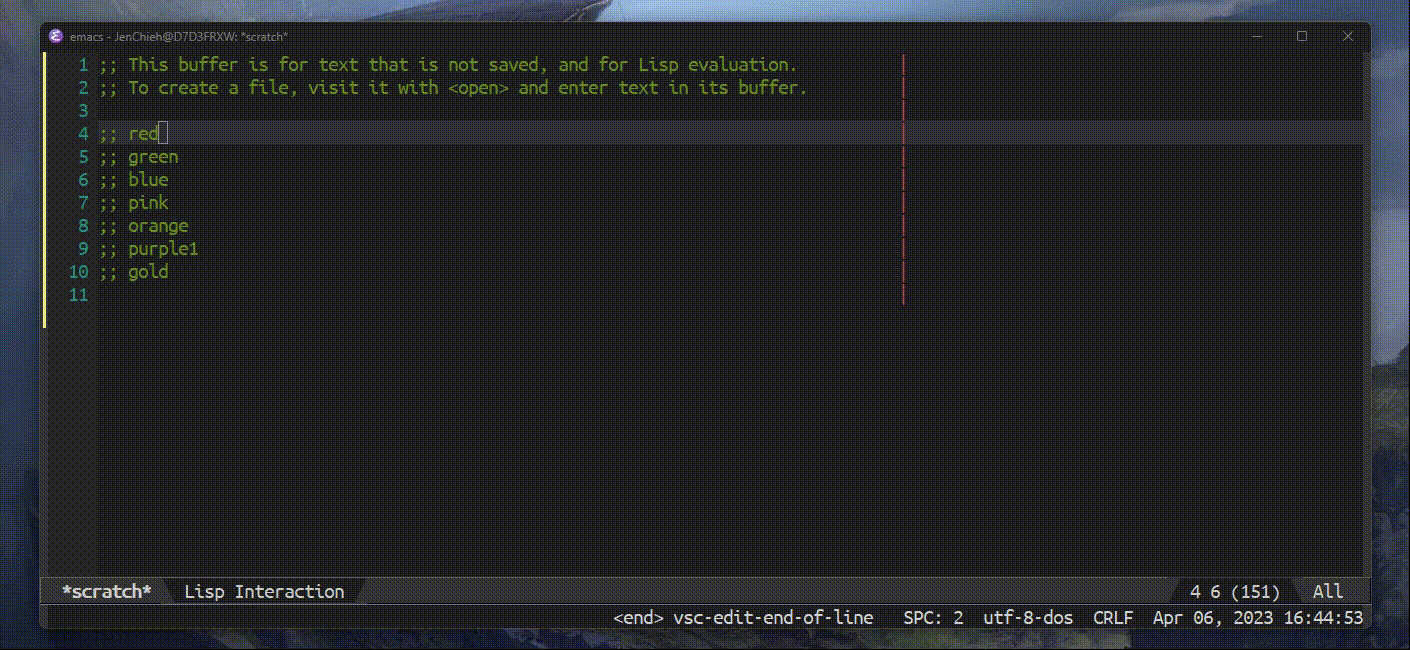 emacs - JenChieh@D7D3FRXW: *scratch*
1 ;; This buffer is for text that is not saved, and for Lisp evaluation.
2 ;; To create a file, visit it with <open> and enter text in its buffer.
3
4 ;; red
5 ;; green
6 ;; blue
7 ;; pink
8 ;; orange
9 ;; purple1
10 ;; gold
11
*scratch* Lisp Interaction 4 6 (151) All
<end> vsc-edit-end-of-line SPC: 2 utf-8-dos CRLF Apr 06, 2023 16:44:53